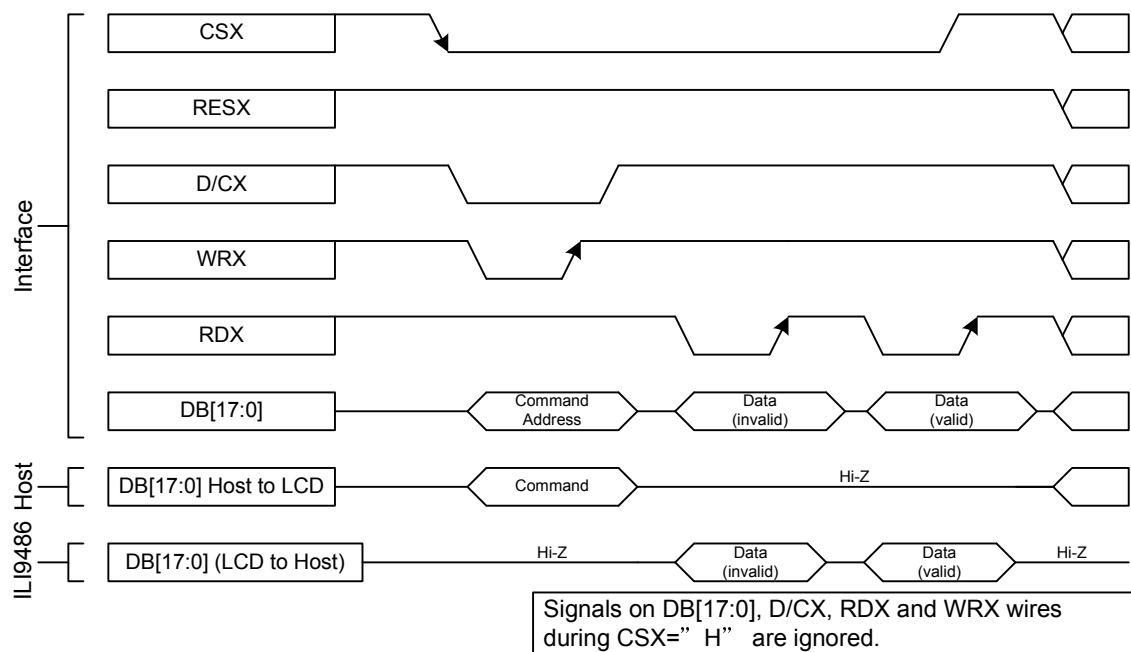 CSX
RESX
D/CX
WRX
RDX
DB[17:0]
Command
Address
Data
(invalid)
Data
(valid)
Interface
DB[17:0] Host to LCD
Command
Hi-Z
Host
DB[17:0] (LCD to Host)
Hi-Z
Data
(invalid)
Data
(valid)
Hi-Z
ILI9486
Signals on DB[17:0], D/CX, RDX and WRX wires
during CSX=”H” are ignored.